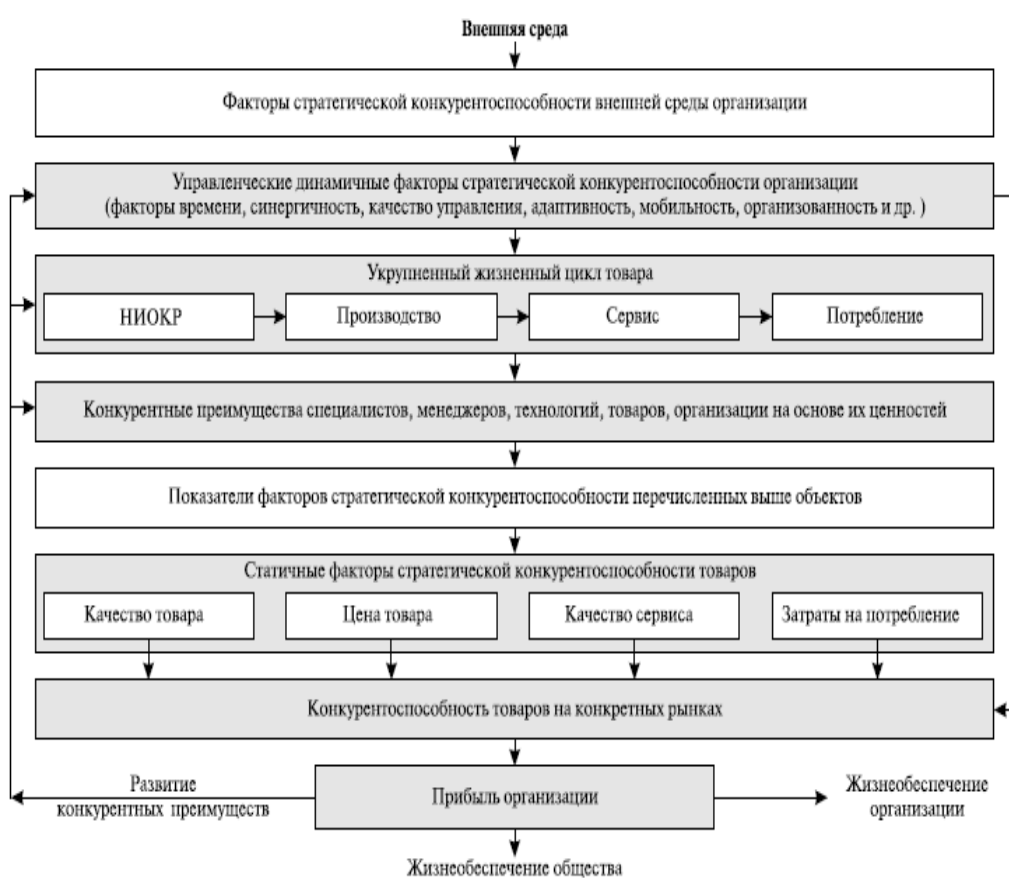 Внешняя среда
Факторы стратегической конкурентоспособности внешней среды организации
Управленческие динамичные факторы стратегической конкурентоспособности организации
(факторы времени, синергичность, качество управления, адаптивность, мобильность, организованность и др. )
Укрупненный жизненный цикл товара
НИОКР
Производство
Сервис
Потребление
Конкурентные преимущества специалистов, менеджеров, технологий, товаров, организации на основе их ценностей
Показатели факторов стратегической конкурентоспособности перечисленных выше объектов
Статичные факторы стратегической конкурентоспособности товаров
Качество товара
Цена товара
Качество сервиса
Затраты на потребление
Конкурентоспособность товаров на конкретных рынках
Развитие
конкурентных преимуществ
Прибыль организации
Жизнеобеспечение
организации
Жизнеобеспечение общества